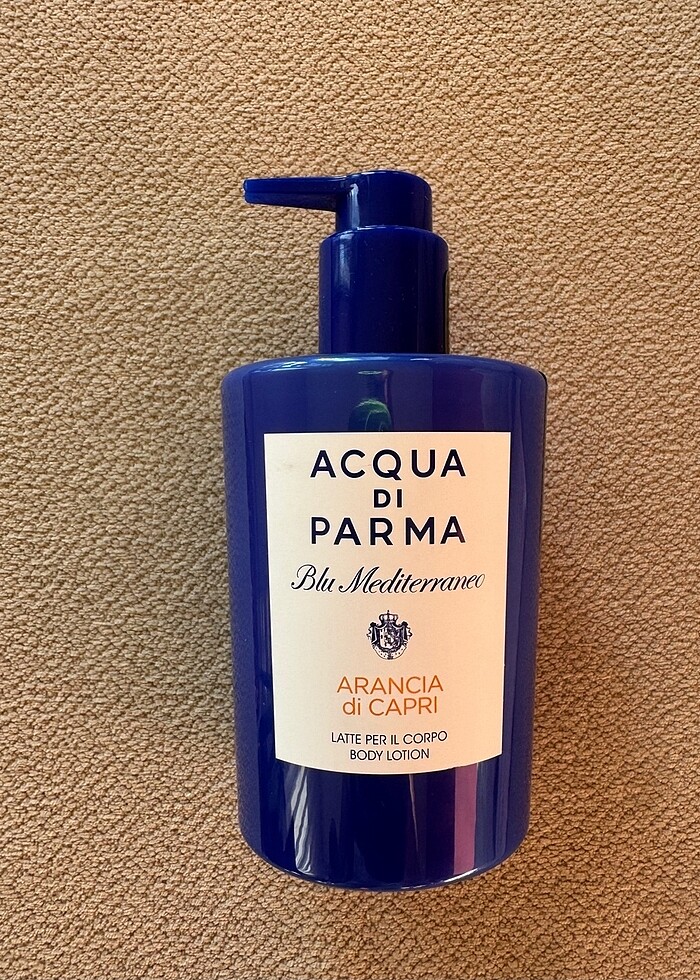 ACQUA
DI
PARMA
Blu Mediterraneo
ARANCIA
di CAPRI
LATTE PER IL CORPO
BODY LOTION